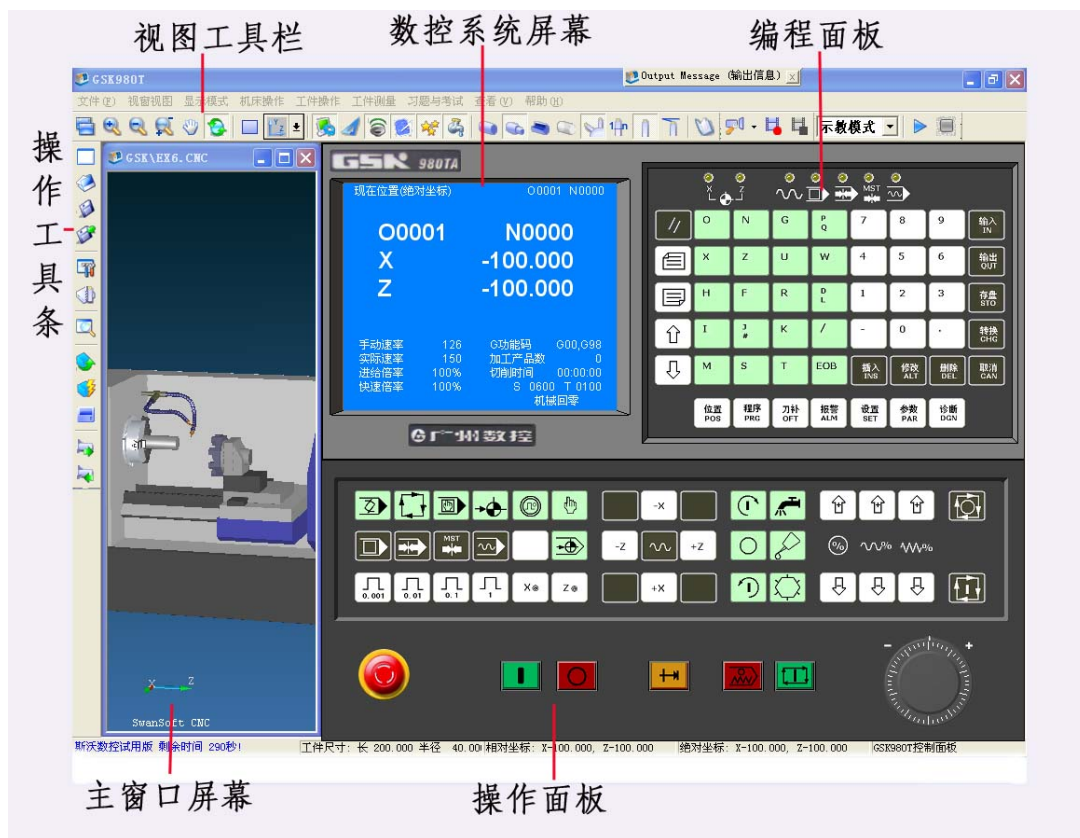 视图工具栏 数控系统屏幕 编程面板
GSK980T Output Message (输出信息) x
文件(F) 视窗视图 显示模式 机床操作 工件操作 工件测量 习题与考试 查看(V) 帮助(H)
示教模式
操作工具条
GSK\EX6.CNC
GSK 980TA
现在位置(绝对坐标) O0001 N0000
O0001 N0000
X -100.000
Z -100.000
手动速率 126 G功能码 G00,G98
实际速率 150 加工产品数 0
进给倍率 100% 切削时间 00:00:00
快速倍率 100% S 0600 T 0100
机械回零
广州数控
X Z MST
// O N G P Q 7 8 9 输入 IN
X Z U W 4 5 6 输出 OUT
H F R D L 1 2 3 存盘 STO
I J # K / - 0 . 转换 CHG
M S T EOB 插入 INS 修改 ALT 删除 DEL 取消 CAN
位置 POS 程序 PRG 刀补 OFT 报警 ALM 设置 SET 参数 PAR 诊断 DGN
-X
MST -Z +Z % % %
0.001 0.01 0.1 1 X Z +X
- +
X Z
SwanSoft CNC
斯沃数控试用版 剩余时间 290秒! 工件尺寸: 长 200.000 半径 40.00 相对坐标: X-100.000, Z-100.000 绝对坐标: X-100.000, Z-100.000 GSK980T控制面板
主窗口屏幕 操作面板